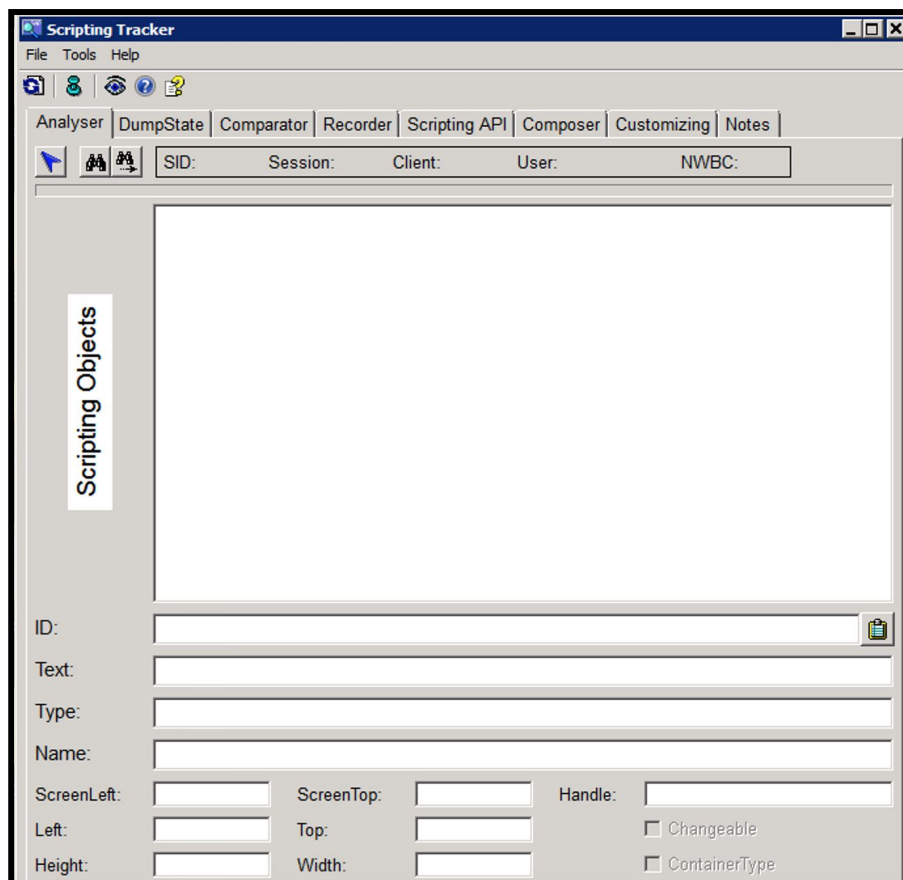 Scripting Tracker
File Tools Help
Analyser DumpState Comparator Recorder Scripting API Composer Customizing Notes
SID: Session: Client: User: NWBC:
Scripting Objects
ID:
Text:
Type:
Name:
ScreenLeft: ScreenTop: Handle:
Left: Top: Changeable
Height: Width: ContainerType